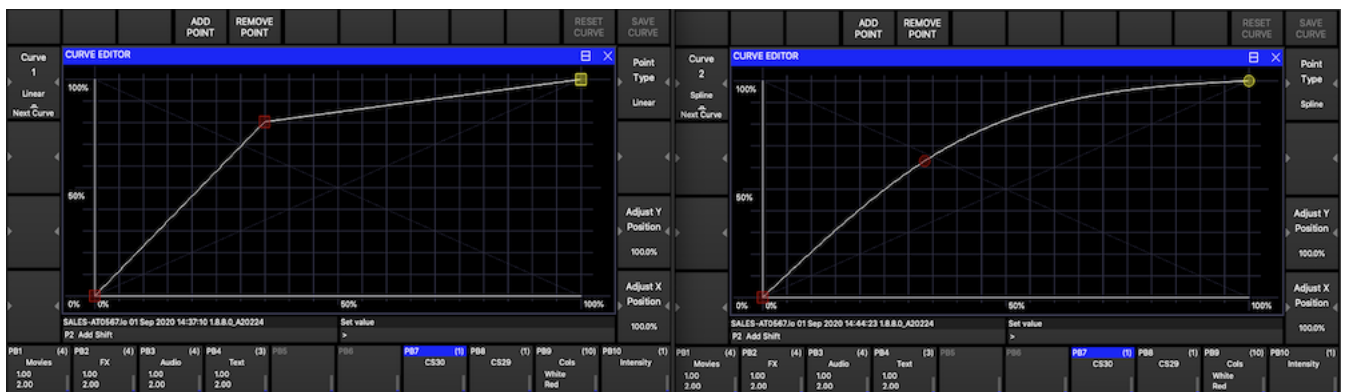 ADD POINT
REMOVE POINT
RESET CURVE
SAVE CURVE
Curve
1
Linear
Next Curve
CURVE EDITOR
100%
50%
0%
0%
50%
100%
Point
Type
Linear
Adjust Y
Position
100.0%
Adjust X
Position
100.0%
SALES-AT0567.lo 01 Sep 2020 14:37:10 1.8.8.0_A20224
P2 Add Shift
Set value
>
PB1 (4) PB2 (4) PB3 (4) PB4 (3) PB5 PB6 PB7 (1) PB8 (1) PB9 (10) PB10 (1)
Movies FX Audio Text CS30 CS29 Cols Intensity
1.00 1.00 1.00 1.00 White
2.00 2.00 2.00 2.00 Red
ADD POINT
REMOVE POINT
RESET CURVE
SAVE CURVE
Curve
2
Spline
Next Curve
CURVE EDITOR
100%
50%
0%
0%
50%
100%
Point
Type
Spline
Adjust Y
Position
100.0%
Adjust X
Position
100.0%
SALES-AT0567.lo 01 Sep 2020 14:44:23 1.8.8.0_A20224
P2 Add Shift
Set value
>
PB1 (4) PB2 (4) PB3 (4) PB4 (3) PB5 PB6 PB7 (1) PB8 (1) PB9 (10) PB10 (1)
Movies FX Audio Text CS30 CS29 Cols Intensity
1.00 1.00 1.00 1.00 White
2.00 2.00 2.00 2.00 Red